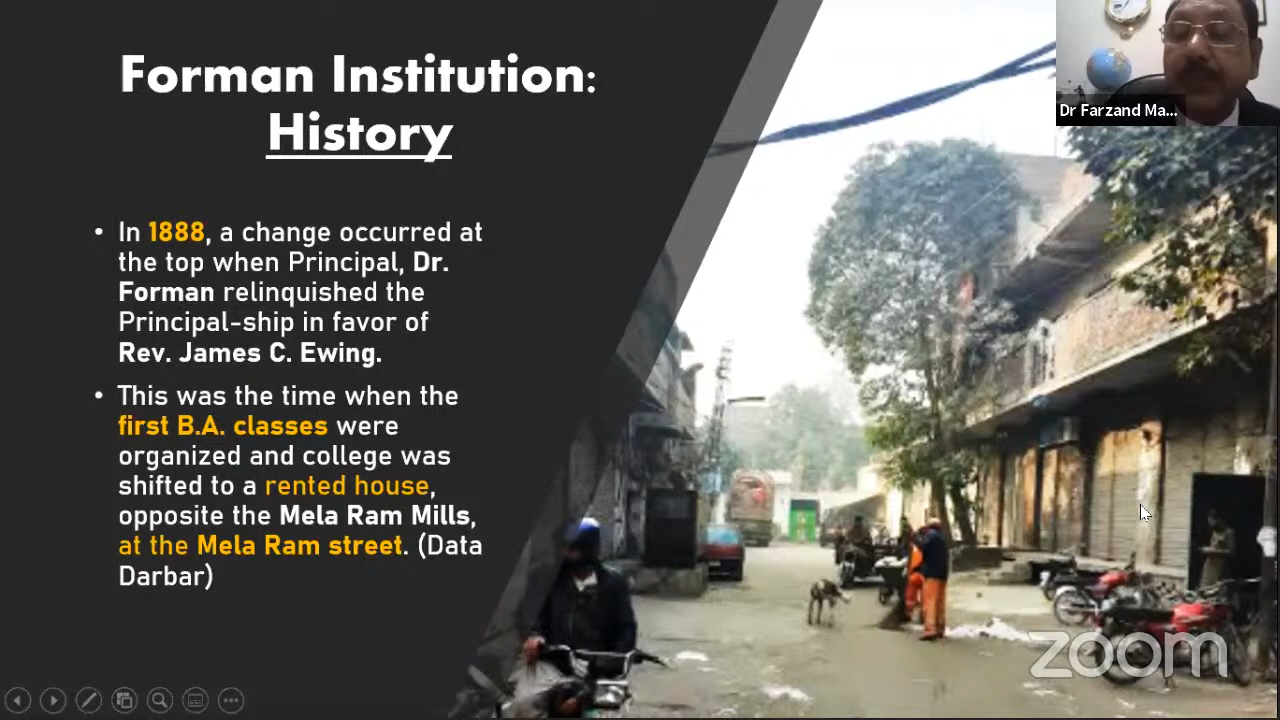 Forman Institution:
History
• In 1888, a change occurred at
the top when Principal, Dr.
Forman relinquished the
Principal-ship in favor of
Rev. James C. Ewing.
• This was the time when the
first B.A. classes were
organized and college was
shifted to a rented house,
opposite the Mela Ram Mills,
at the Mela Ram street. (Data
Darbar)
Dr Farzand Ma...
zoom